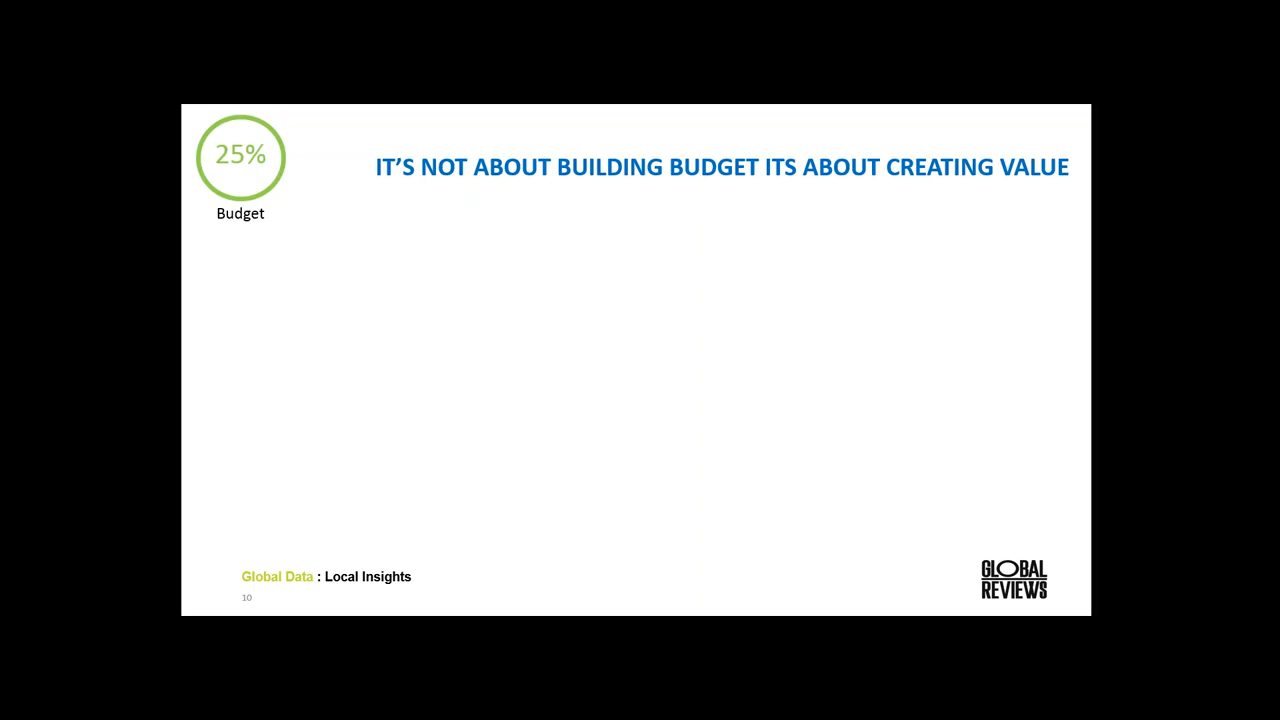 25%
Budget
IT’S NOT ABOUT BUILDING BUDGET ITS ABOUT CREATING VALUE
Global Data : Local Insights
10
GLOBAL
REVIEWS